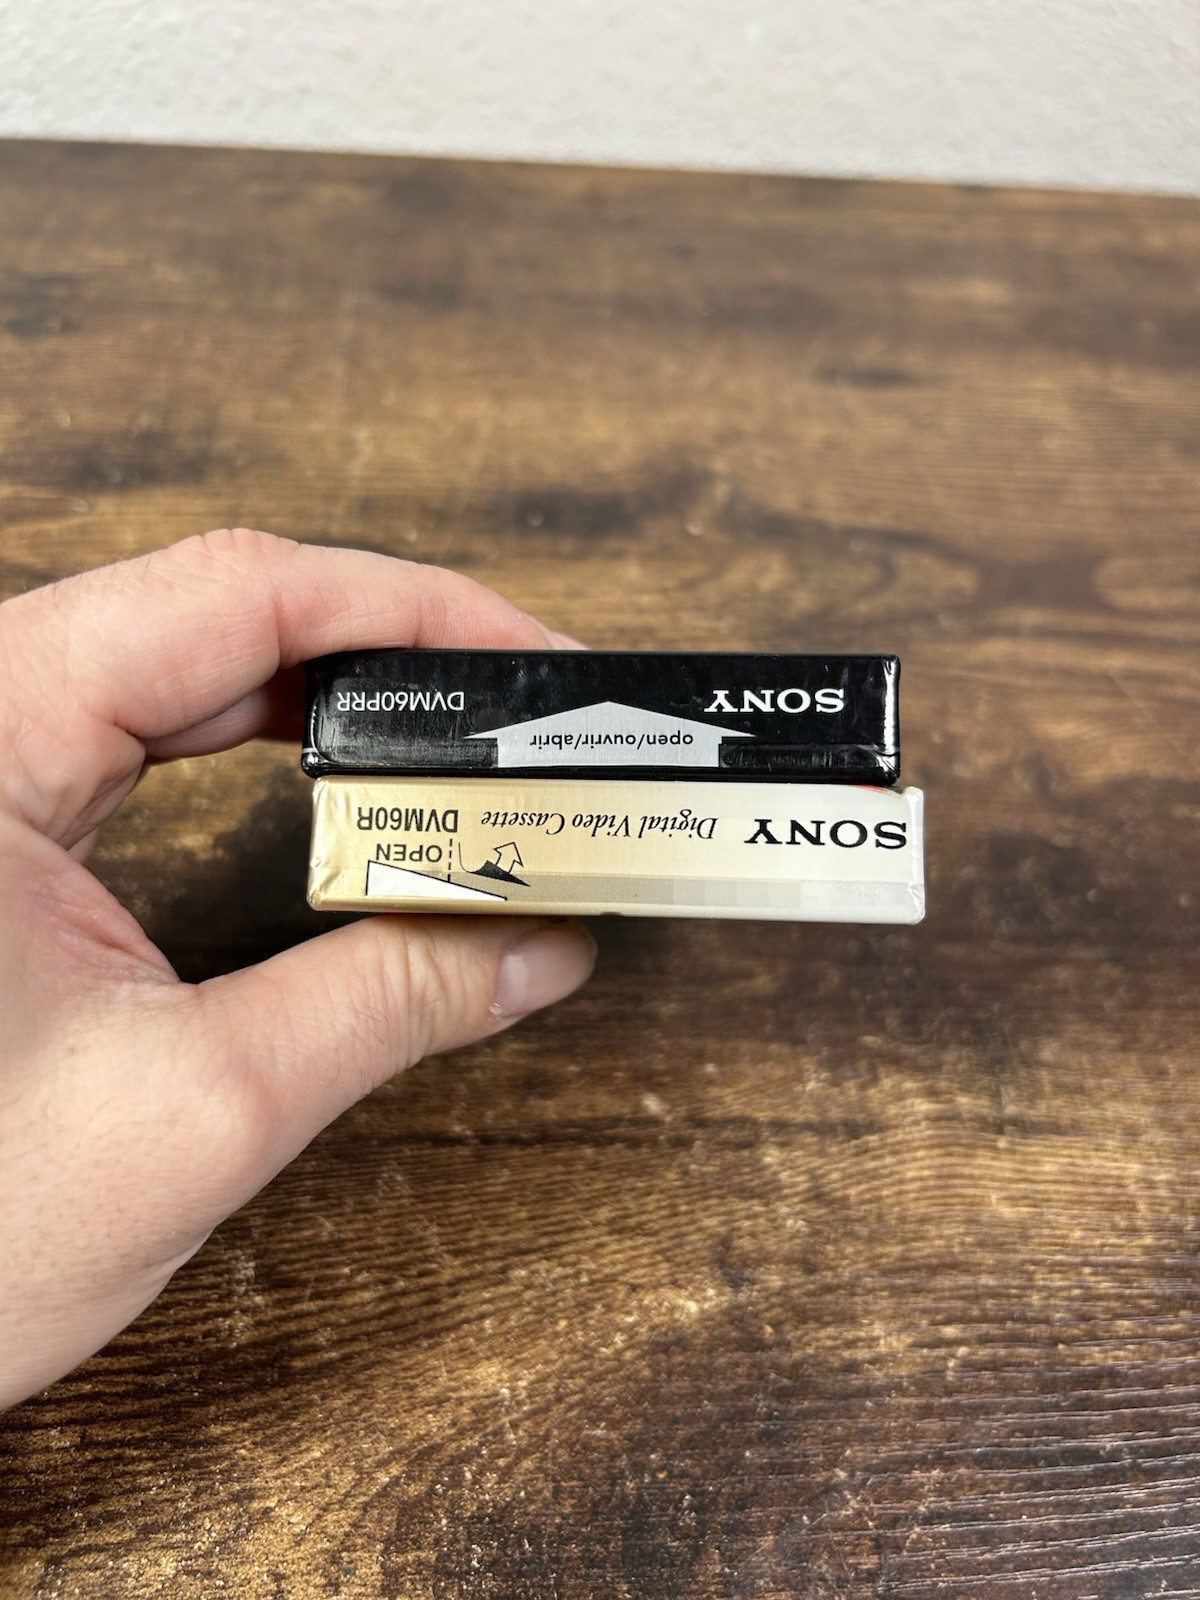 SONY
DVM60PRR
open/ouvrir/abrir
SONY
Digital Video Cassette
DVM60R
OPEN